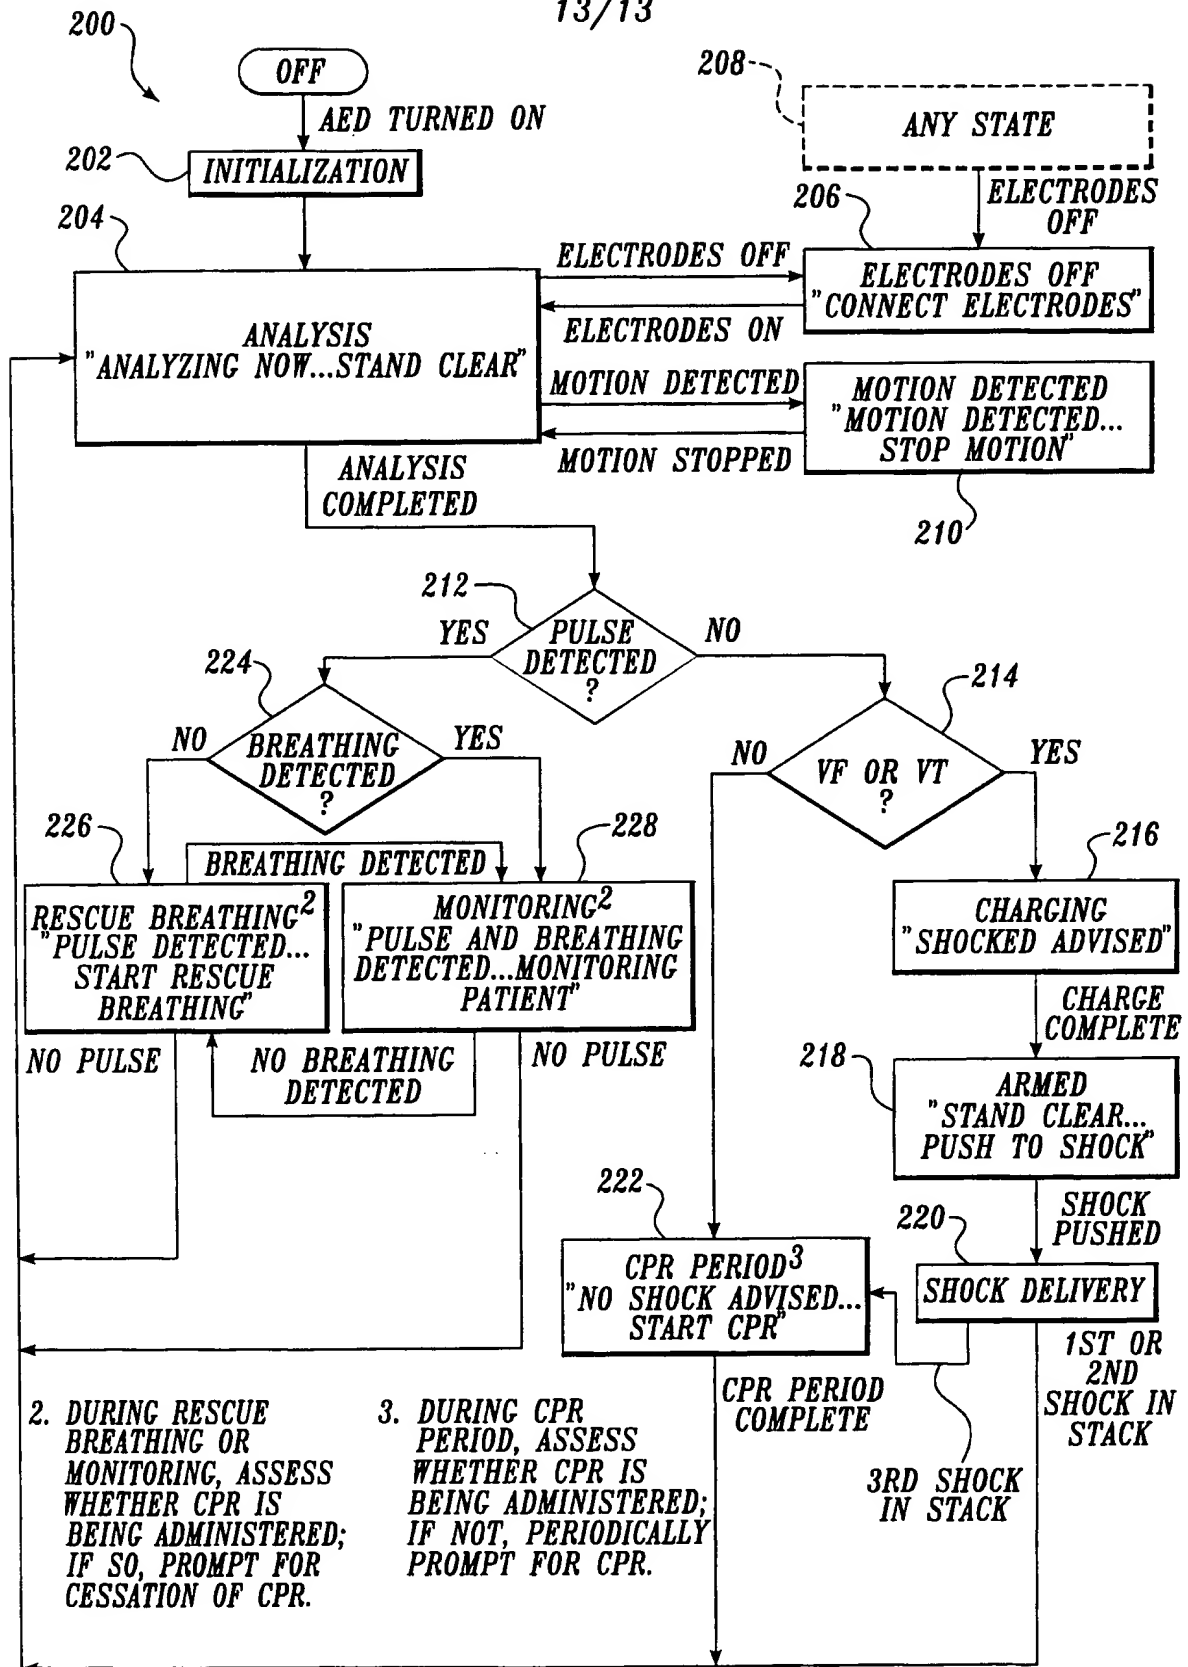 13/13
200
OFF
AED TURNED ON
202
INITIALIZATION
208
ANY STATE
ELECTRODES
OFF
204
206
ELECTRODES OFF
ELECTRODES OFF
"CONNECT ELECTRODES"
ELECTRODES ON
ANALYSIS
"ANALYZING NOW...STAND CLEAR"
MOTION DETECTED
MOTION DETECTED
"MOTION DETECTED...
STOP MOTION"
MOTION STOPPED
210
ANALYSIS
COMPLETED
212
PULSE
DETECTED
?
YES
NO
224
BREATHING
DETECTED
?
NO
YES
214
VF OR VT
?
NO
YES
226
BREATHING DETECTED
228
216
RESCUE BREATHING2
"PULSE DETECTED...
START RESCUE
BREATHING"
MONITORING2
"PULSE AND BREATHING
DETECTED...MONITORING
PATIENT"
CHARGING
"SHOCKED ADVISED"
CHARGE
COMPLETE
NO PULSE
NO BREATHING
DETECTED
NO PULSE
218
ARMED
"STAND CLEAR...
PUSH TO SHOCK"
SHOCK
PUSHED
222
220
CPR PERIOD3
"NO SHOCK ADVISED...
START CPR"
SHOCK DELIVERY
1ST OR
2ND
SHOCK IN
STACK
CPR PERIOD
COMPLETE
3RD SHOCK
IN STACK
2. DURING RESCUE
BREATHING OR
MONITORING, ASSESS
WHETHER CPR IS
BEING ADMINISTERED;
IF SO, PROMPT FOR
CESSATION OF CPR.
3. DURING CPR
PERIOD, ASSESS
WHETHER CPR IS
BEING ADMINISTERED;
IF NOT, PERIODICALLY
PROMPT FOR CPR.